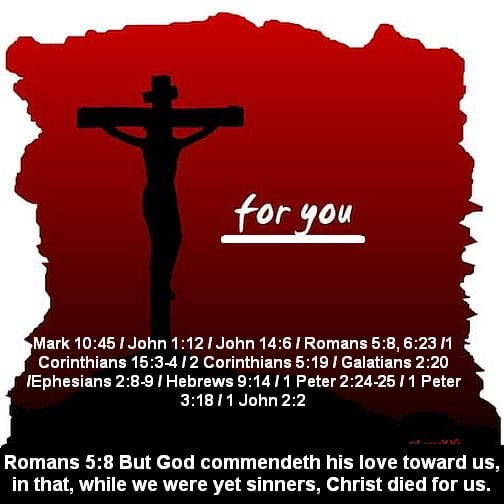 for you
Mark 10:45 / John 1:12 / John 14:6 / Romans 5:8, 6:23 /1
Corinthians 15:3-4 / 2 Corinthians 5:19 / Galatians 2:20
/Ephesians 2:8-9 / Hebrews 9:14 / 1 Peter 2:24-25 / 1 Peter
3:18 / 1 John 2:2
Romans 5:8 But God commendeth his love toward us,
in that, while we were yet sinners, Christ died for us.